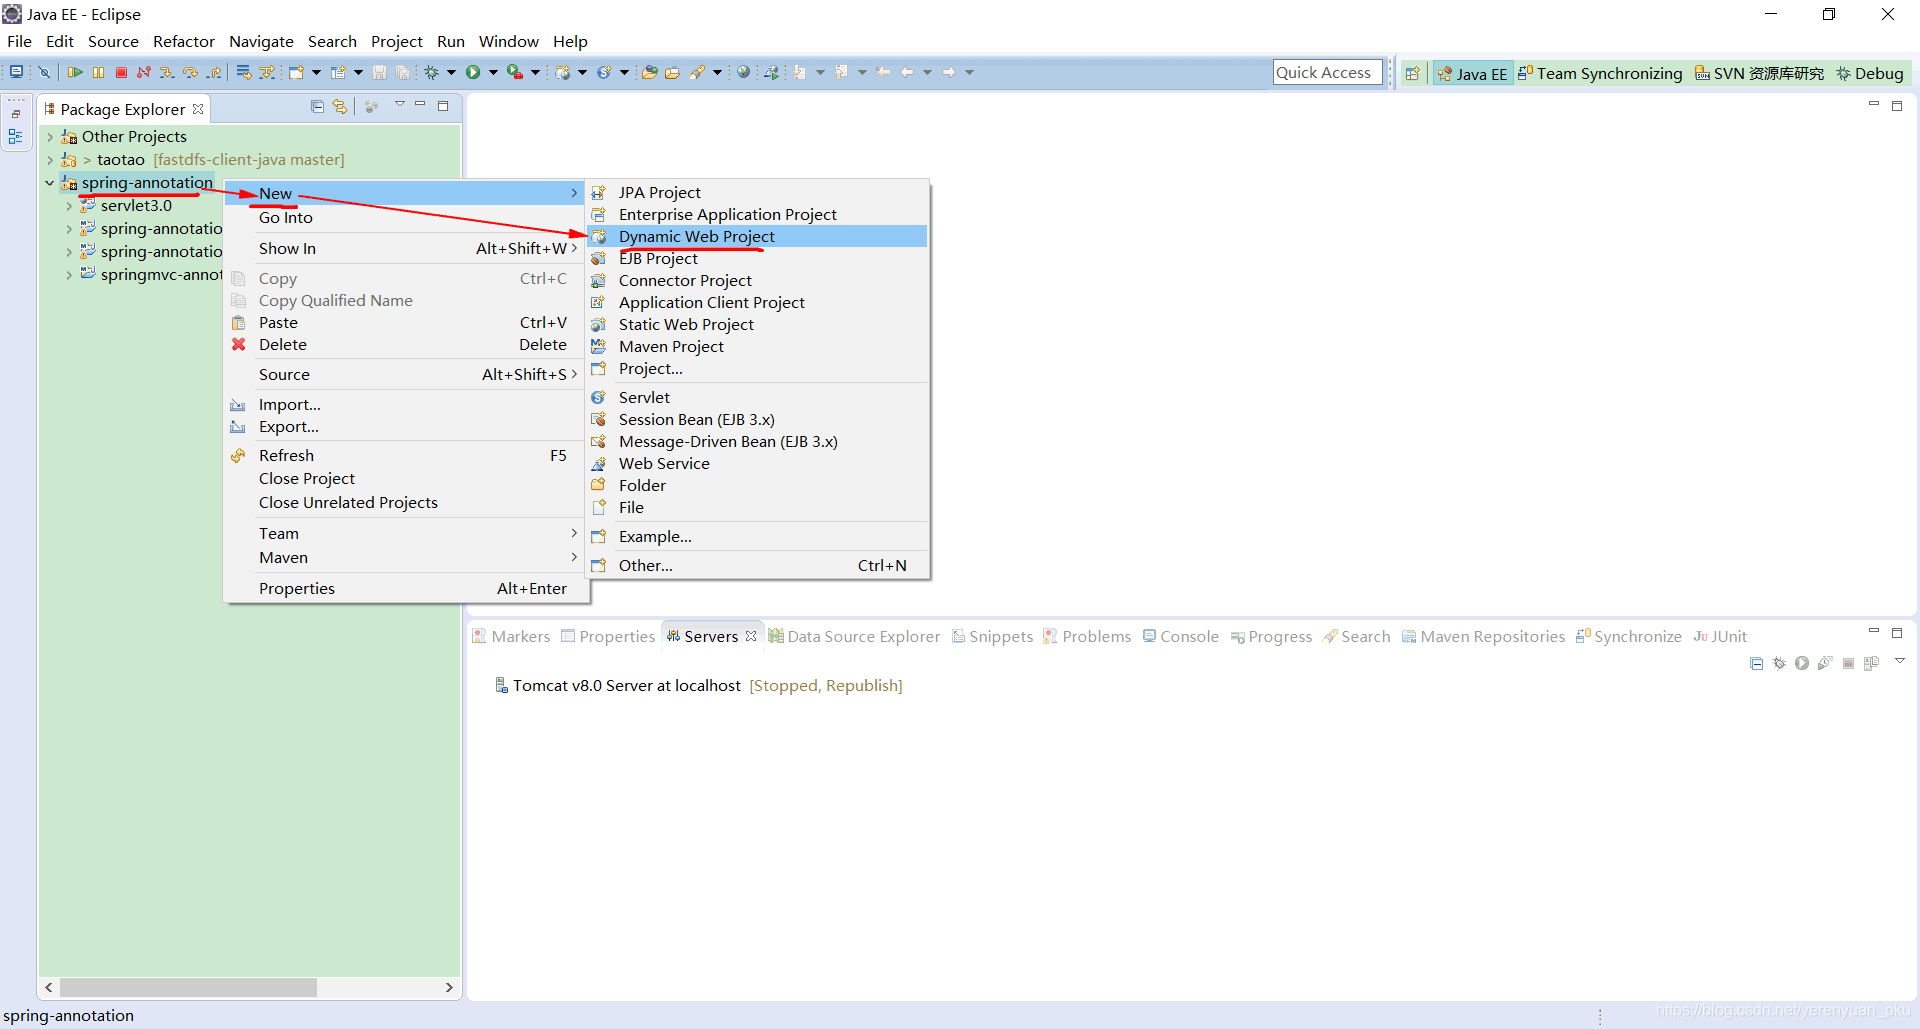 Java EE - Eclipse
File Edit Source Refactor Navigate Search Project Run Window Help
Quick Access
Java EE
Team Synchronizing
SVN 资源库研究
Debug
Package Explorer
Other Projects
> taotao [fastdfs-client-java master]
spring-annotation
servlet3.0
spring-annotatio
spring-annotatio
springmvc-annot
New
Go Into
Show In Alt+Shift+W
Copy Ctrl+C
Copy Qualified Name
Paste Ctrl+V
Delete Delete
Source Alt+Shift+S
Import...
Export...
Refresh F5
Close Project
Close Unrelated Projects
Team
Maven
Properties Alt+Enter
JPA Project
Enterprise Application Project
Dynamic Web Project
EJB Project
Connector Project
Application Client Project
Static Web Project
Maven Project
Project...
Servlet
Session Bean (EJB 3.x)
Message-Driven Bean (EJB 3.x)
Web Service
Folder
File
Example...
Other... Ctrl+N
Markers Properties Servers Data Source Explorer Snippets Problems Console Progress Search Maven Repositories Synchronize JUnit
Tomcat v8.0 Server at localhost [Stopped, Republish]
spring-annotation
https://blog.csdn.net/yerenyuan_pku